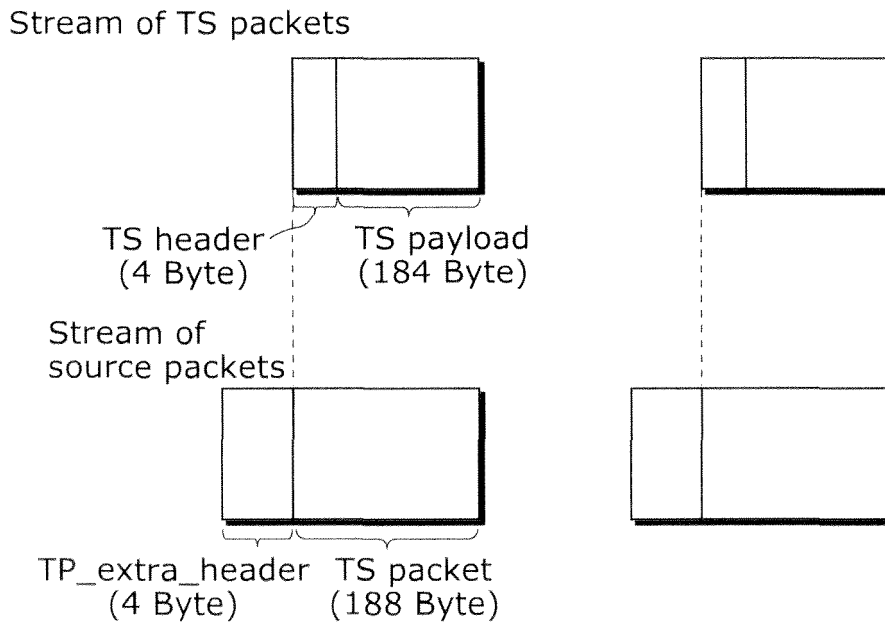 Stream of TS packets
TS header
(4 Byte)
TS payload
(184 Byte)
Stream of
source packets
TP_extra_header
(4 Byte)
TS packet
(188 Byte)